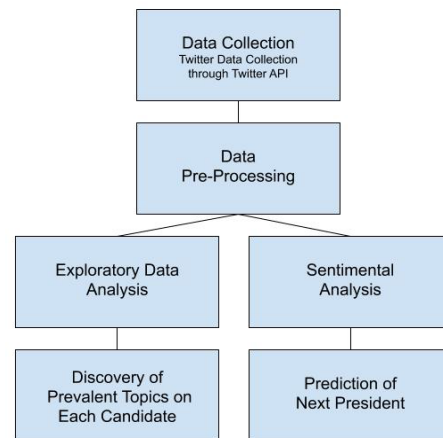 Data Collection
Twitter Data Collection
through Twitter API
Data
Pre-Processing
Exploratory Data
Analysis
Sentimental
Analysis
Discovery of
Prevalent Topics on
Each Candidate
Prediction of
Next President